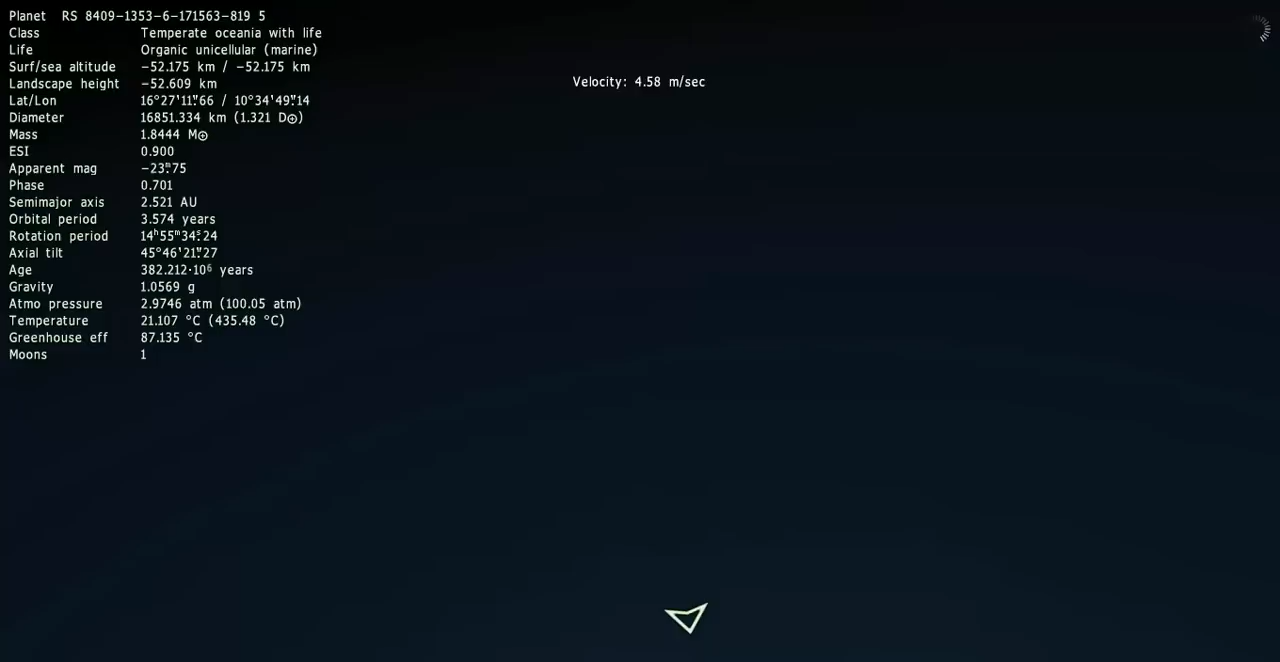 Planet RS 8409-1353-6-171563-819 5
Class Temperate oceania with life
Life Organic unicellular (marine)
Surf/sea altitude -52.175 km / -52.175 km
Landscape height -52.609 km
Velocity: 4.58 m/sec
Lat/Lon 16°27'11"66 / 10°34'49"14
Diameter 16851.334 km (1.321 D⊕)
Mass 1.8444 M⊕
ESI 0.900
Apparent mag -23ᵐ75
Phase 0.701
Semimajor axis 2.521 AU
Orbital period 3.574 years
Rotation period 14ʰ55ᵐ34ˢ24
Axial tilt 45°46'21"27
Age 382.212·10⁶ years
Gravity 1.0569 g
Atmo pressure 2.9746 atm (100.05 atm)
Temperature 21.107 °C (435.48 °C)
Greenhouse eff 87.135 °C
Moons 1